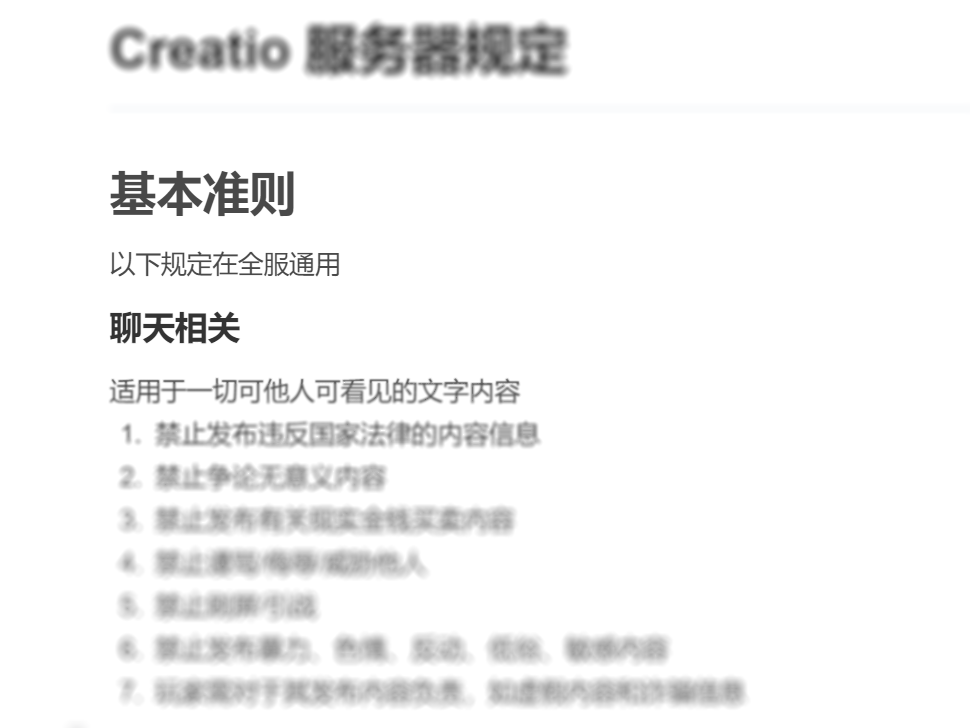 Creatio 服务器规定
基本准则
以下规定在全服通用
聊天相关
适用于一切可他人可看见的文字内容
1. 禁止发布违反国家法律的内容信息
2. 禁止争论无意义内容
3. 禁止发布有关现实金钱买卖内容
4. 禁止辱骂/侮辱/威胁他人
5. 禁止刷屏/引战
6. 禁止发布暴力、色情、反动、低俗、敏感内容
7. 玩家需对于其发布内容负责，如虚假内容和诈骗信息